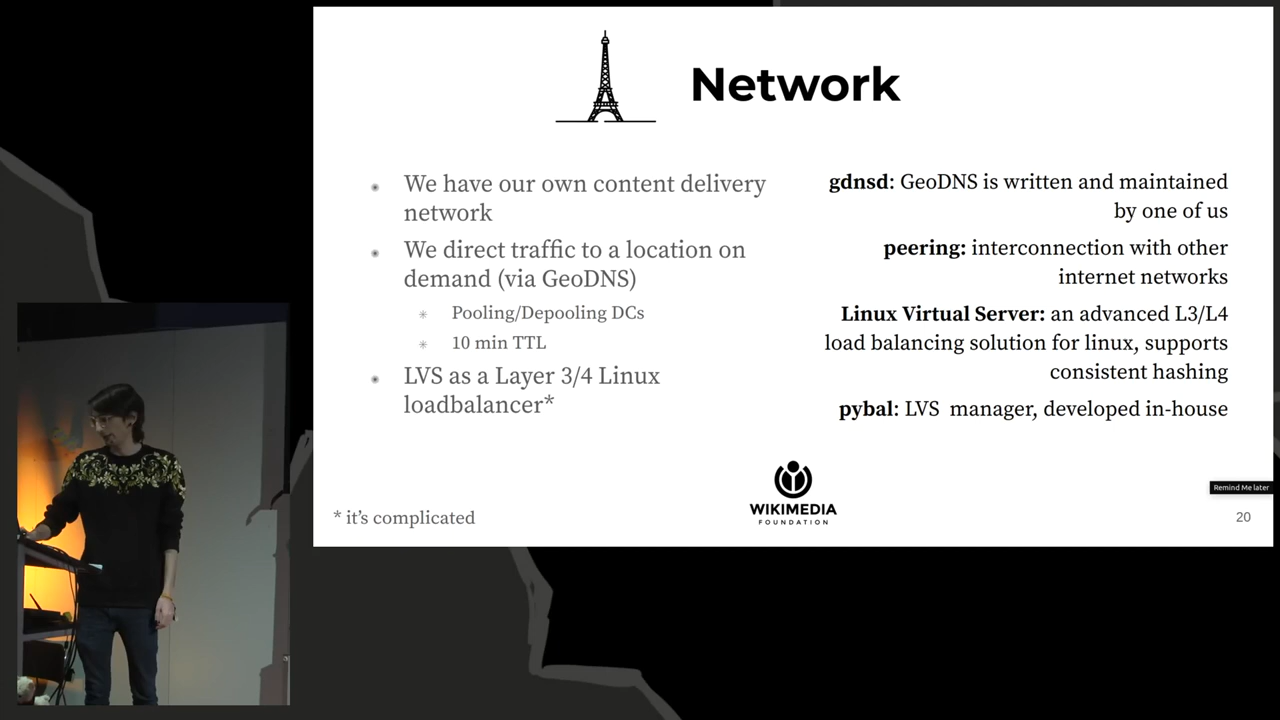 Network
We have our own content delivery
network
We direct traffic to a location on
demand (via GeoDNS)
Pooling/Depooling DCs
10 min TTL
LVS as a Layer 3/4 Linux
loadbalancer*
gdnsd: GeoDNS is written and maintained
by one of us
peering: interconnection with other
internet networks
Linux Virtual Server: an advanced L3/L4
load balancing solution for linux, supports
consistent hashing
pybal: LVS manager, developed in-house
Remind Me later
* it's complicated
WIKIMEDIA
FOUNDATION
20